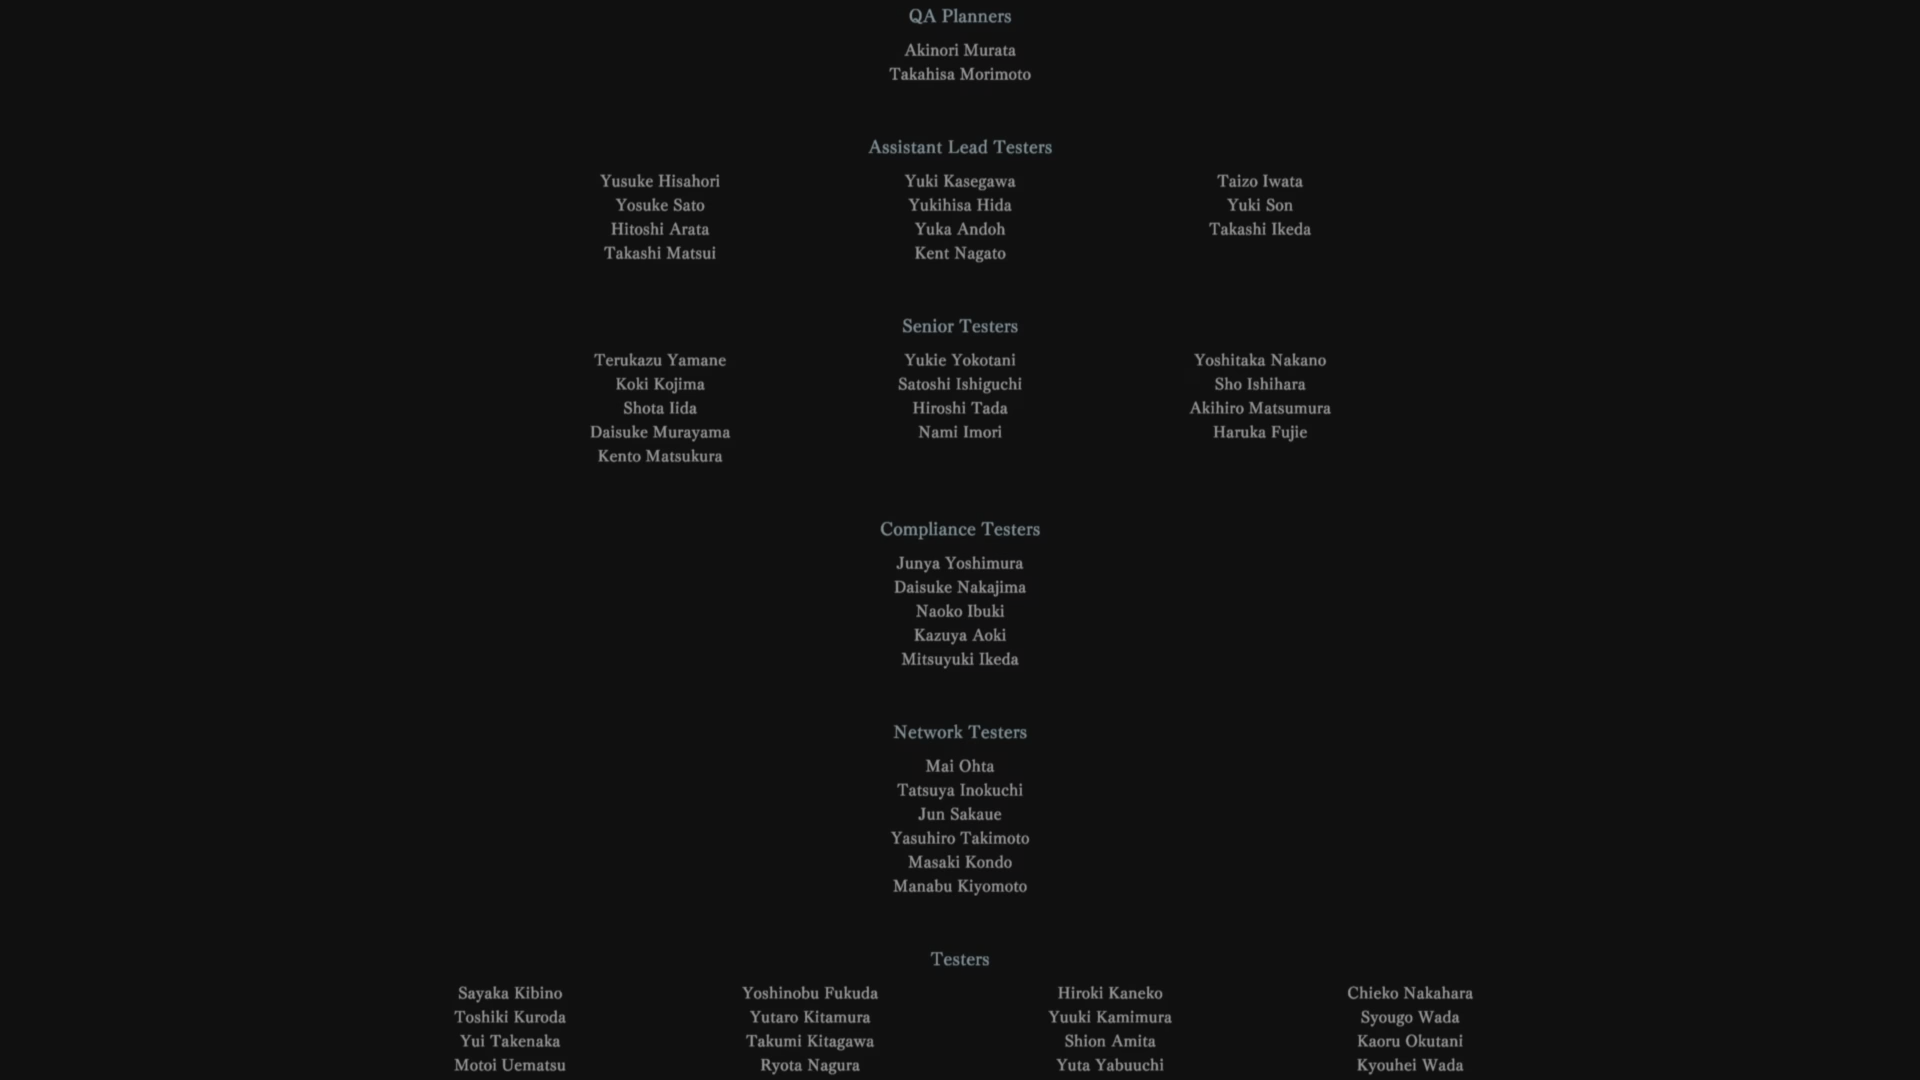 QA Planners
Akinori Murata
Takahisa Morimoto
Assistant Lead Testers
Yusuke Hisahori Yuki Kasegawa Taizo Iwata
Yosuke Sato Yukihisa Hida Yuki Son
Hitoshi Arata Yuka Andoh Takashi Ikeda
Takashi Matsui Kent Nagato
Senior Testers
Terukazu Yamane Yukie Yokotani Yoshitaka Nakano
Koki Kojima Satoshi Ishiguchi Sho Ishihara
Shota Iida Hiroshi Tada Akihiro Matsumura
Daisuke Murayama Nami Imori Haruka Fujie
Kento Matsukura
Compliance Testers
Junya Yoshimura
Daisuke Nakajima
Naoko Ibuki
Kazuya Aoki
Mitsuyuki Ikeda
Network Testers
Mai Ohta
Tatsuya Inokuchi
Jun Sakaue
Yasuhiro Takimoto
Masaki Kondo
Manabu Kiyomoto
Testers
Sayaka Kibino Yoshinobu Fukuda Hiroki Kaneko Chieko Nakahara
Toshiki Kuroda Yutaro Kitamura Yuuki Kamimura Syougo Wada
Yui Takenaka Takumi Kitagawa Shion Amita Kaoru Okutani
Motoi Uematsu Ryota Nagura Yuta Yabuuchi Kyouhei Wada